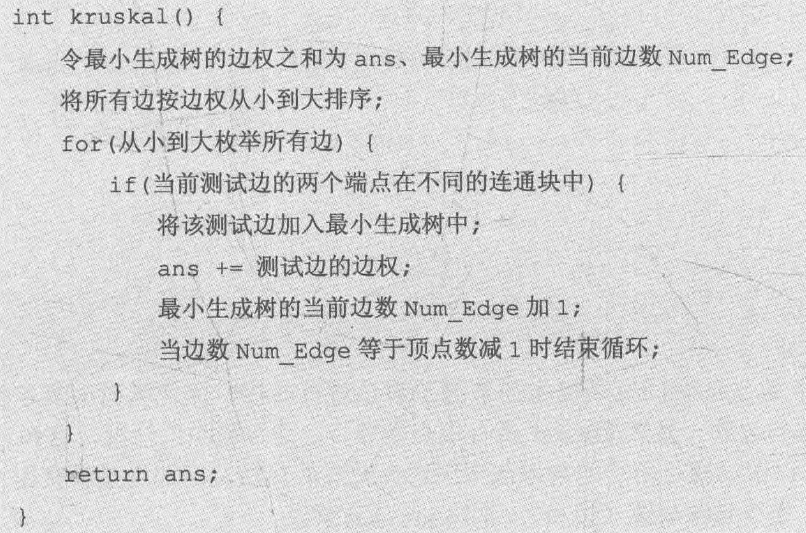 int kruskal() {
令最小生成树的边权之和为 ans、最小生成树的当前边数 Num_Edge;
将所有边按边权从小到大排序;
for(从小到大枚举所有边) {
if(当前测试边的两个端点在不同的连通块中) {
将该测试边加入最小生成树中;
ans += 测试边的边权;
最小生成树的当前边数 Num_Edge 加 1;
当边数 Num_Edge 等于顶点数减 1 时结束循环;
}
}
return ans;
}